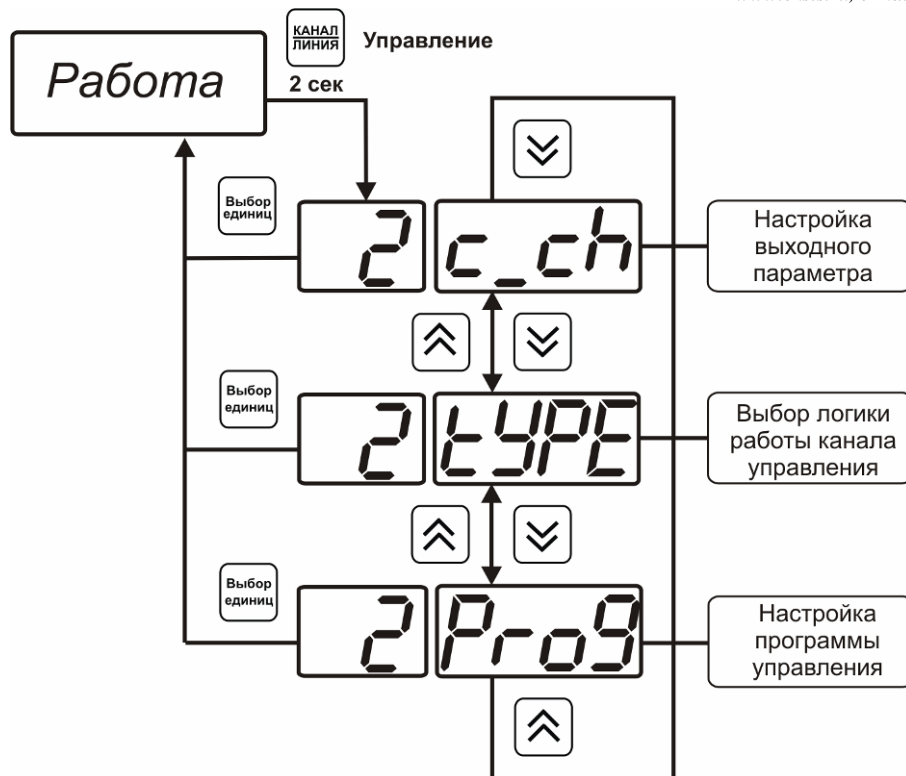 КАНАЛ
ЛИНИЯ
Управление
Работа
2 сек
Выбор
единиц
2
c_ch
Настройка
выходного
параметра
Выбор
единиц
2
tYPE
Выбор логики
работы канала
управления
Выбор
единиц
2
Prog
Настройка
программы
управления